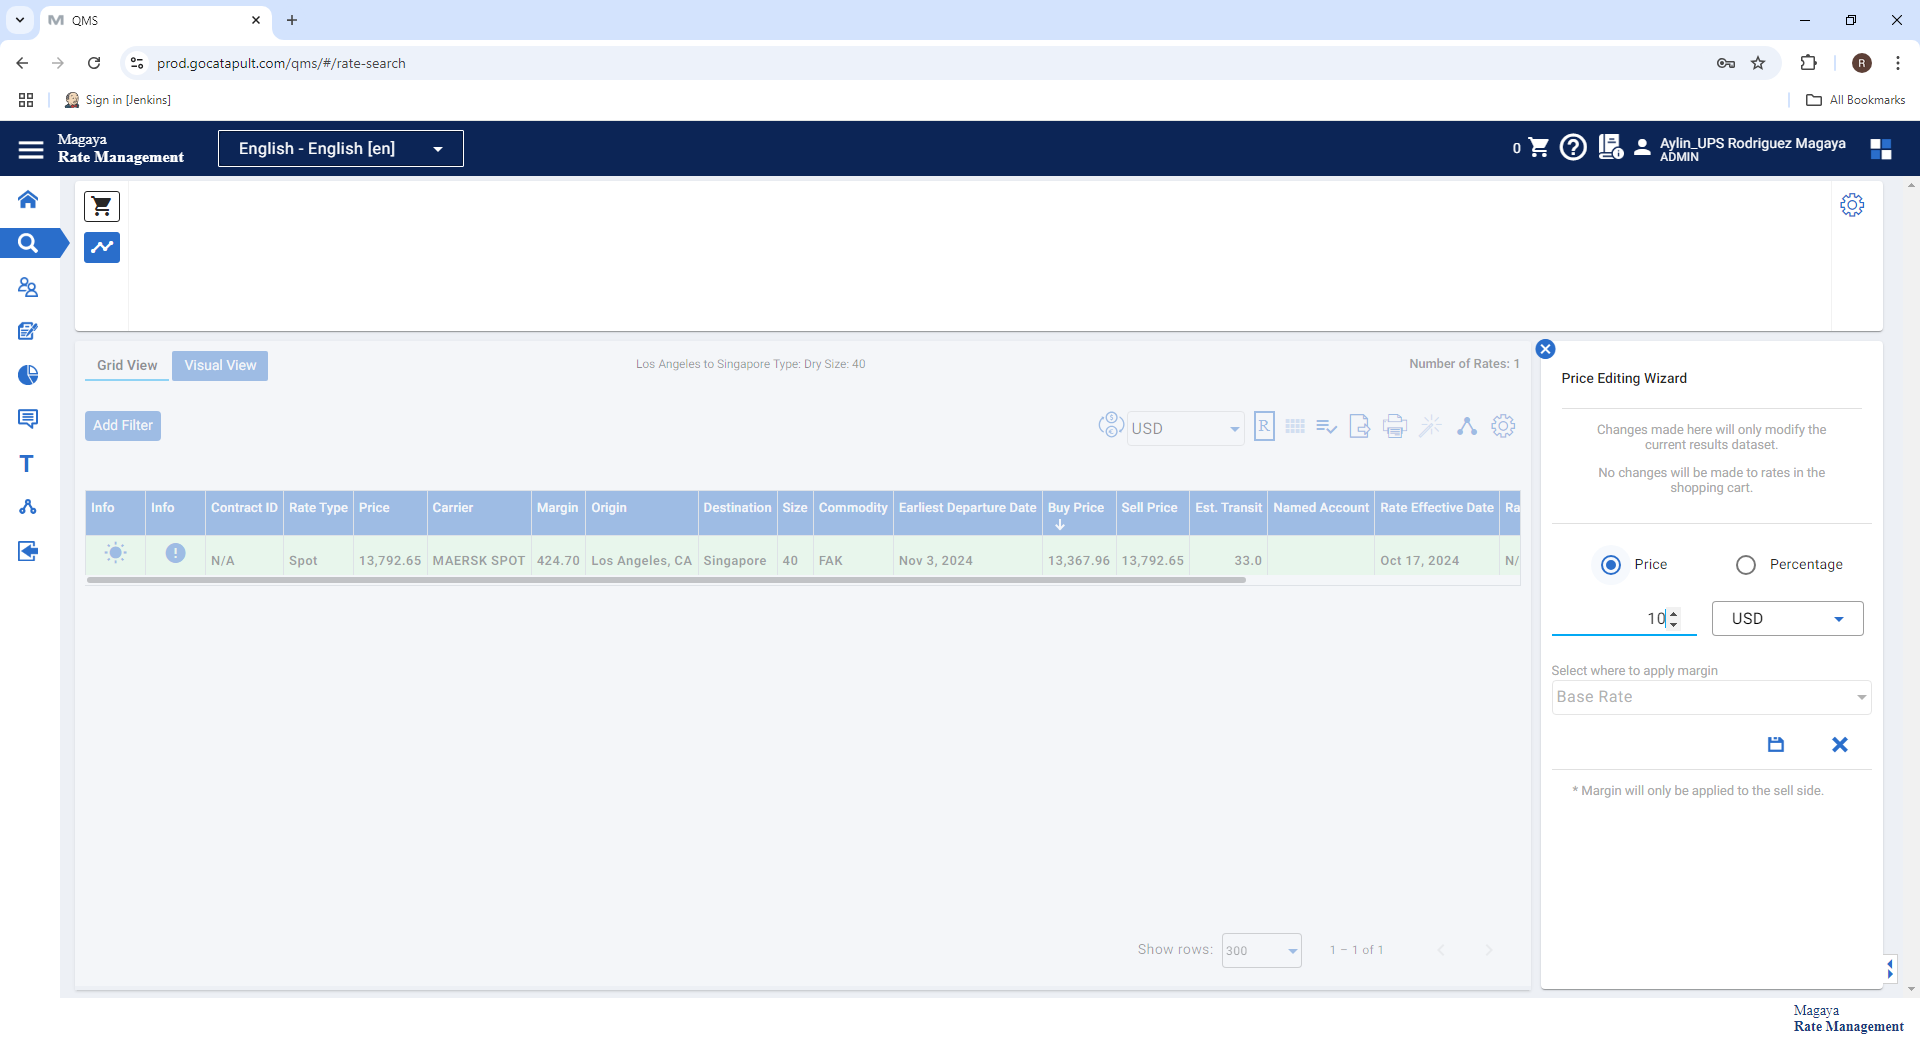 QMS
prod.gocatapult.com/qms/#/rate-search
R
Sign in [Jenkins]
All Bookmarks
Magaya
Rate Management
English - English [en]
0
Aylin_UPS Rodriguez Magaya
ADMIN
Grid View
Visual View
Los Angeles to Singapore Type: Dry Size: 40
Number of Rates: 1
Add Filter
USD
R
Info Info Contract ID Rate Type Price Carrier Margin Origin Destination Size Commodity Earliest Departure Date Buy Price Sell Price Est. Transit Named Account Rate Effective Date Ra
N/A Spot 13,792.65 MAERSK SPOT 424.70 Los Angeles, CA Singapore 40 FAK Nov 3, 2024 13,367.96 13,792.65 33.0 Oct 17, 2024 N/
Show rows: 300 1 – 1 of 1
Price Editing Wizard
Changes made here will only modify the
current results dataset.
No changes will be made to rates in the
shopping cart.
Price
Percentage
10
USD
Select where to apply margin
Base Rate
* Margin will only be applied to the sell side.
T
Magaya
Rate Management